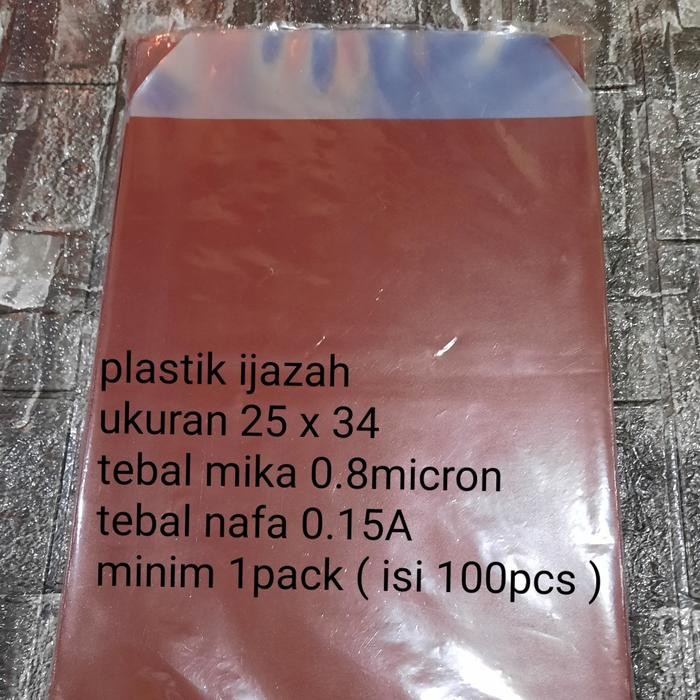 plastik ijazah
ukuran 25 x 34
tebal mika 0.8micron
tebal nafa 0.15A
minim 1pack ( isi 100pcs )